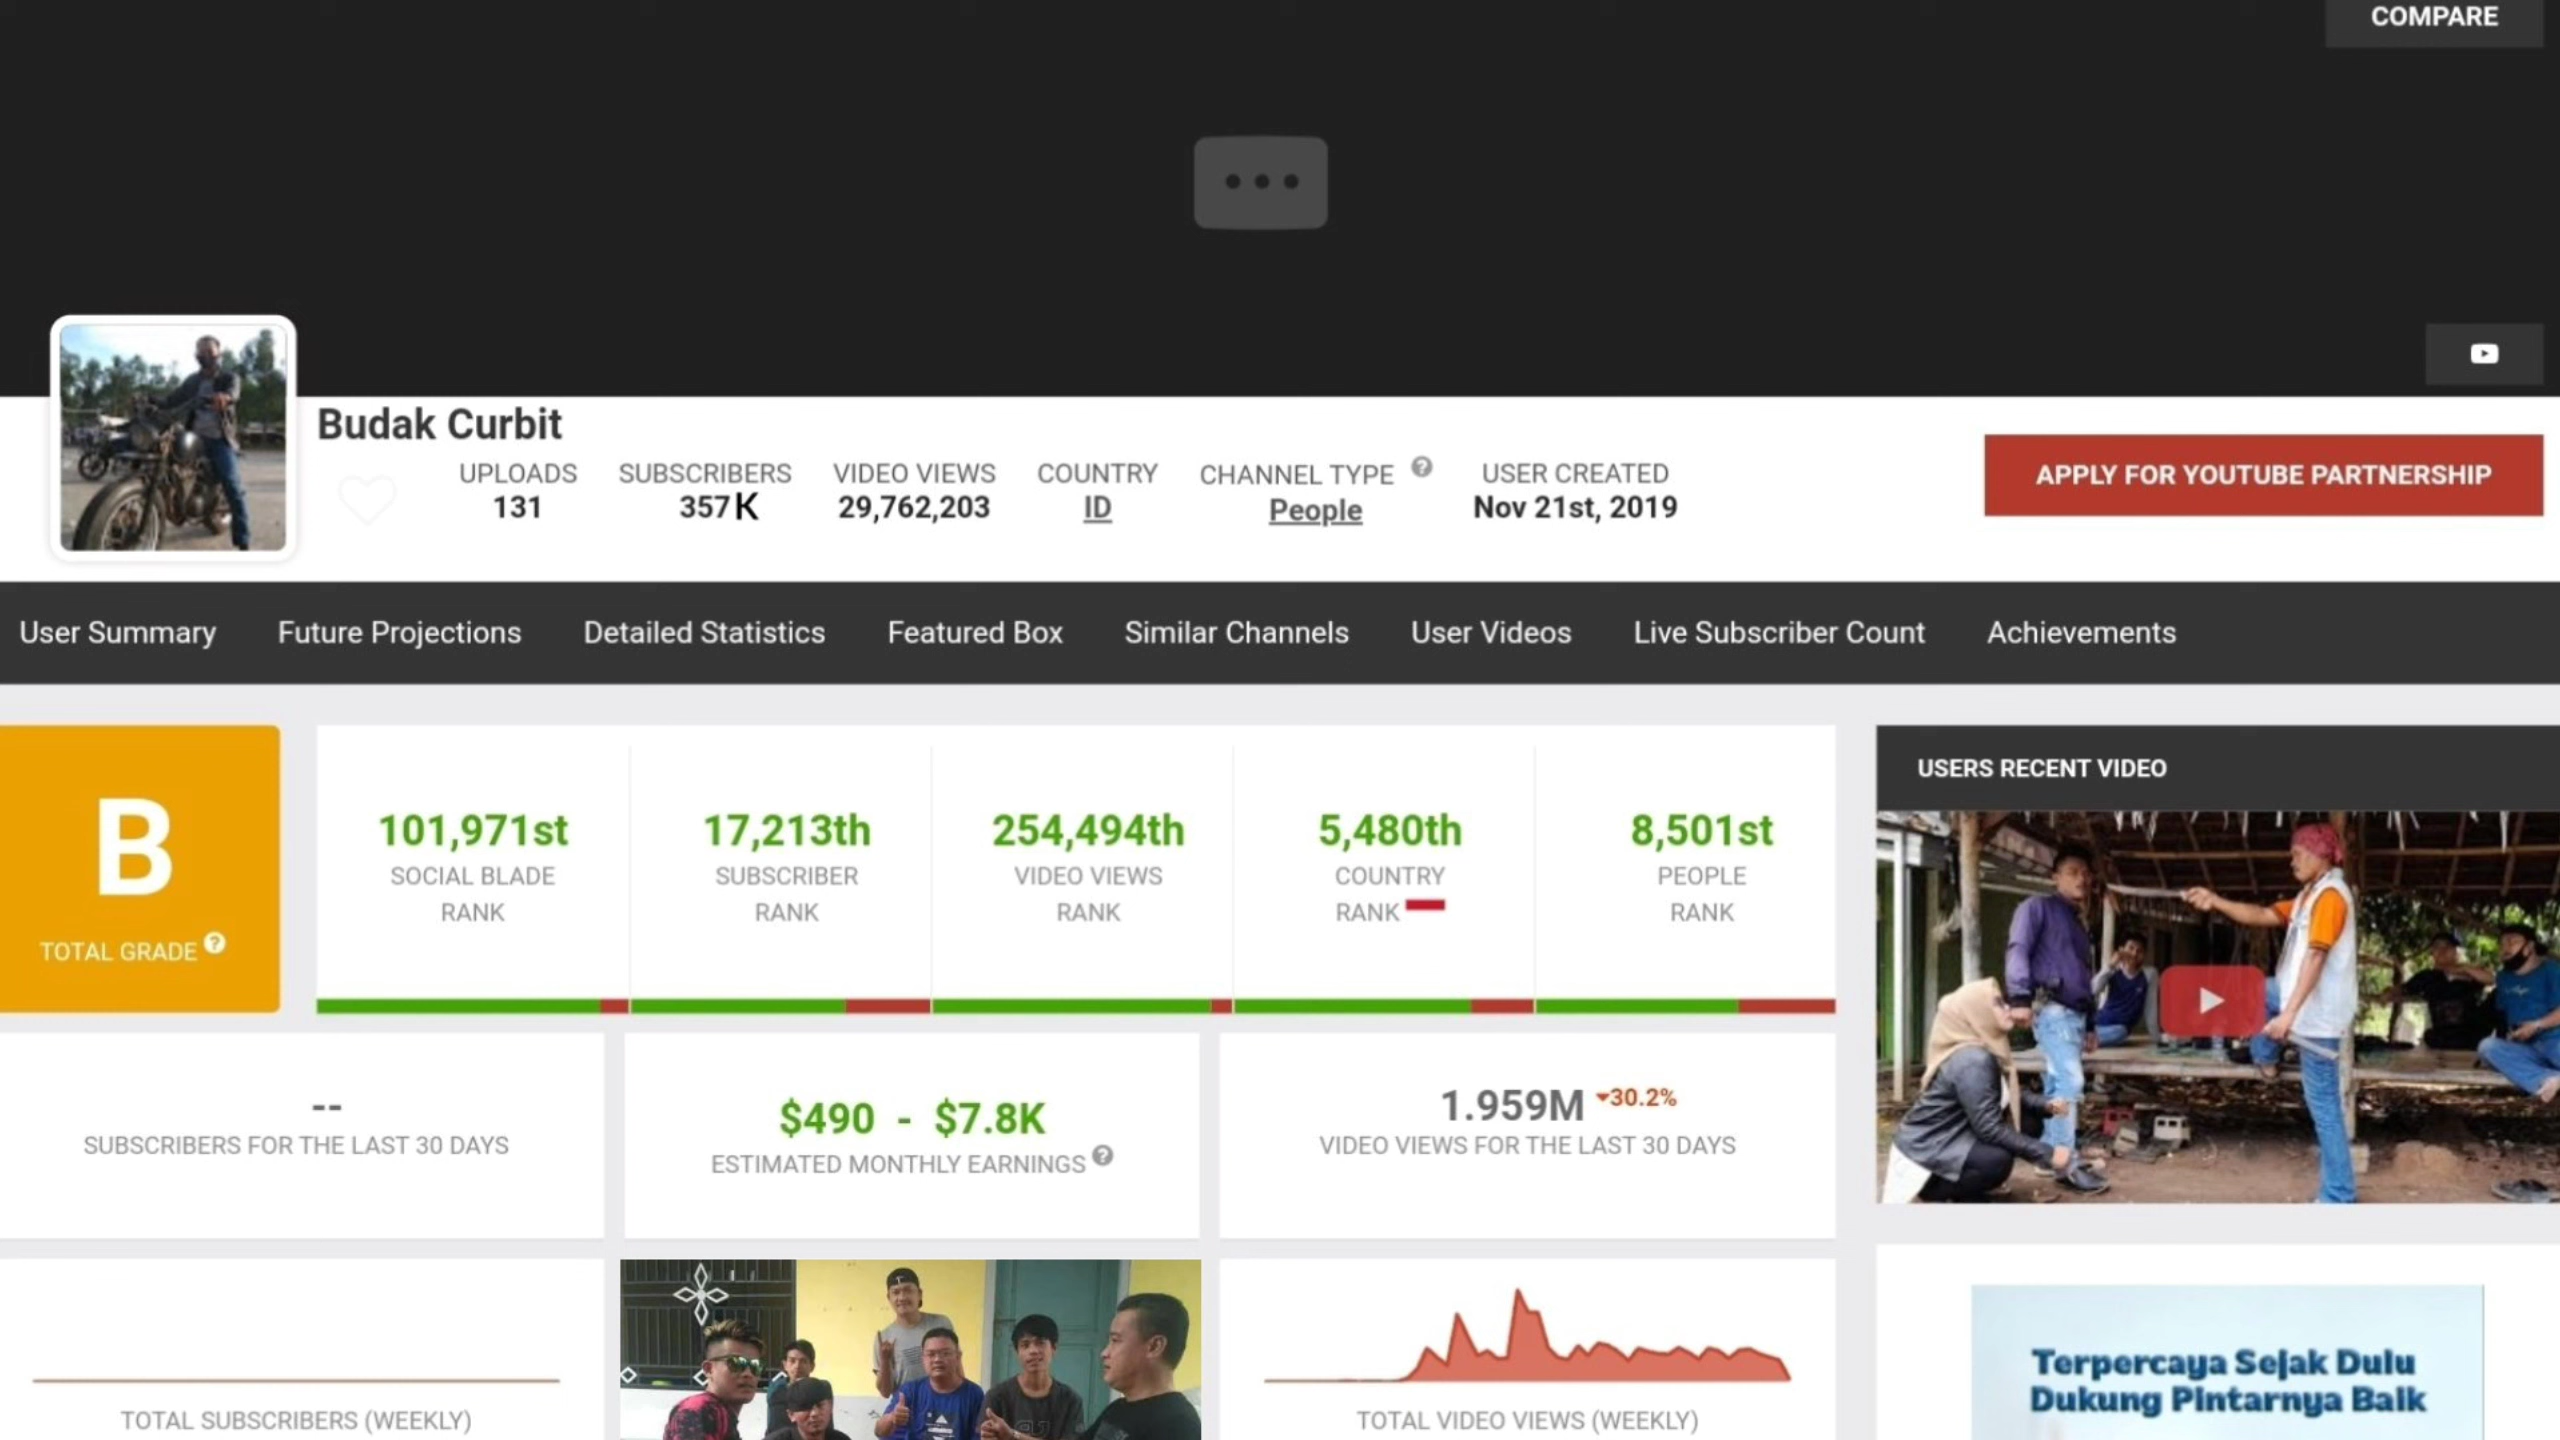 COMPARE
Budak Curbit
UPLOADS
131
SUBSCRIBERS
357K
VIDEO VIEWS
29,762,203
COUNTRY
ID
CHANNEL TYPE ?
People
USER CREATED
Nov 21st, 2019
APPLY FOR YOUTUBE PARTNERSHIP
User Summary Future Projections Detailed Statistics Featured Box Similar Channels User Videos Live Subscriber Count Achievements
B
TOTAL GRADE ?
101,971st
SOCIAL BLADE
RANK
17,213th
SUBSCRIBER
RANK
254,494th
VIDEO VIEWS
RANK
5,480th
COUNTRY
RANK
8,501st
PEOPLE
RANK
USERS RECENT VIDEO
--
SUBSCRIBERS FOR THE LAST 30 DAYS
$490 - $7.8K
ESTIMATED MONTHLY EARNINGS ?
1.959M 30.2%
VIDEO VIEWS FOR THE LAST 30 DAYS
TOTAL SUBSCRIBERS (WEEKLY)
TOTAL VIDEO VIEWS (WEEKLY)
Terpercaya Sejak Dulu
Dukung Pintarnya Baik